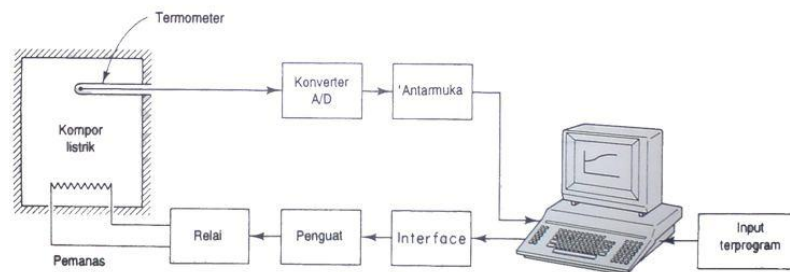 Termometer
Konverter
A/D
'Antarmuka
Kompor
listrik
Relai
Penguat
Interface
Input
terprogram
Pemanas